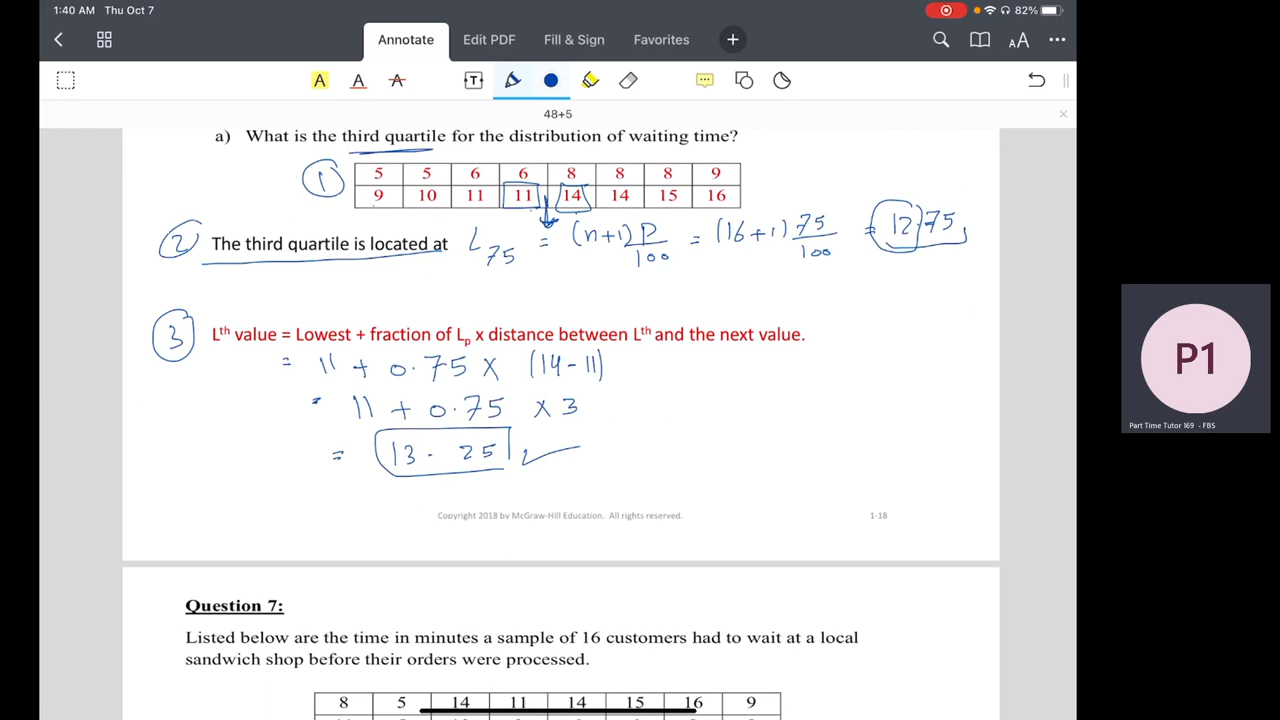 1:40 AM Thu Oct 7
82%
Annotate Edit PDF Fill & Sign Favorites
48+5
a) What is the third quartile for the distribution of waiting time?
1
5 5 6 6 8 8 8 9
9 10 11 11 14 14 15 16
2 The third quartile is located at L75 = (n+1) P/100 = (16+1) 75/100 = 12.75
3 Lth value = Lowest + fraction of Lp x distance between Lth and the next value.
= 11 + 0.75 x (14-11)
= 11 + 0.75 x 3
= 13.25
Copyright 2018 by McGraw-Hill Education. All rights reserved. 1-18
Question 7:
Listed below are the time in minutes a sample of 16 customers had to wait at a local
sandwich shop before their orders were processed.
8 5 14 11 14 15 16 9
P1
Part Time Tutor 169 - FBS